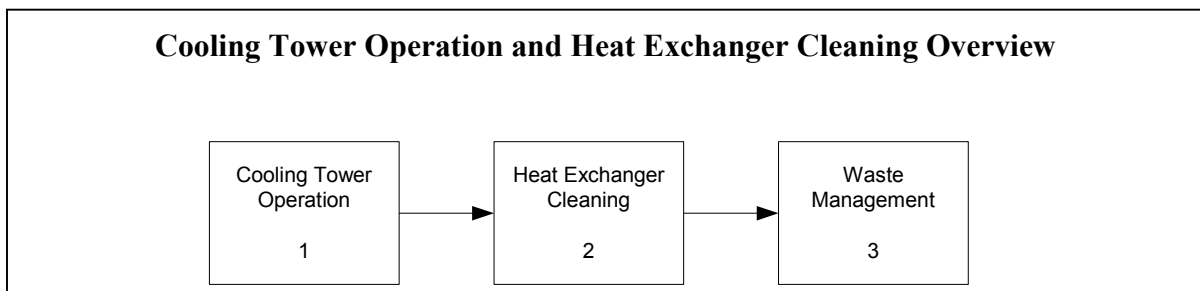 Cooling Tower Operation and Heat Exchanger Cleaning Overview
Cooling Tower
Operation
1
Heat Exchanger
Cleaning
2
Waste
Management
3